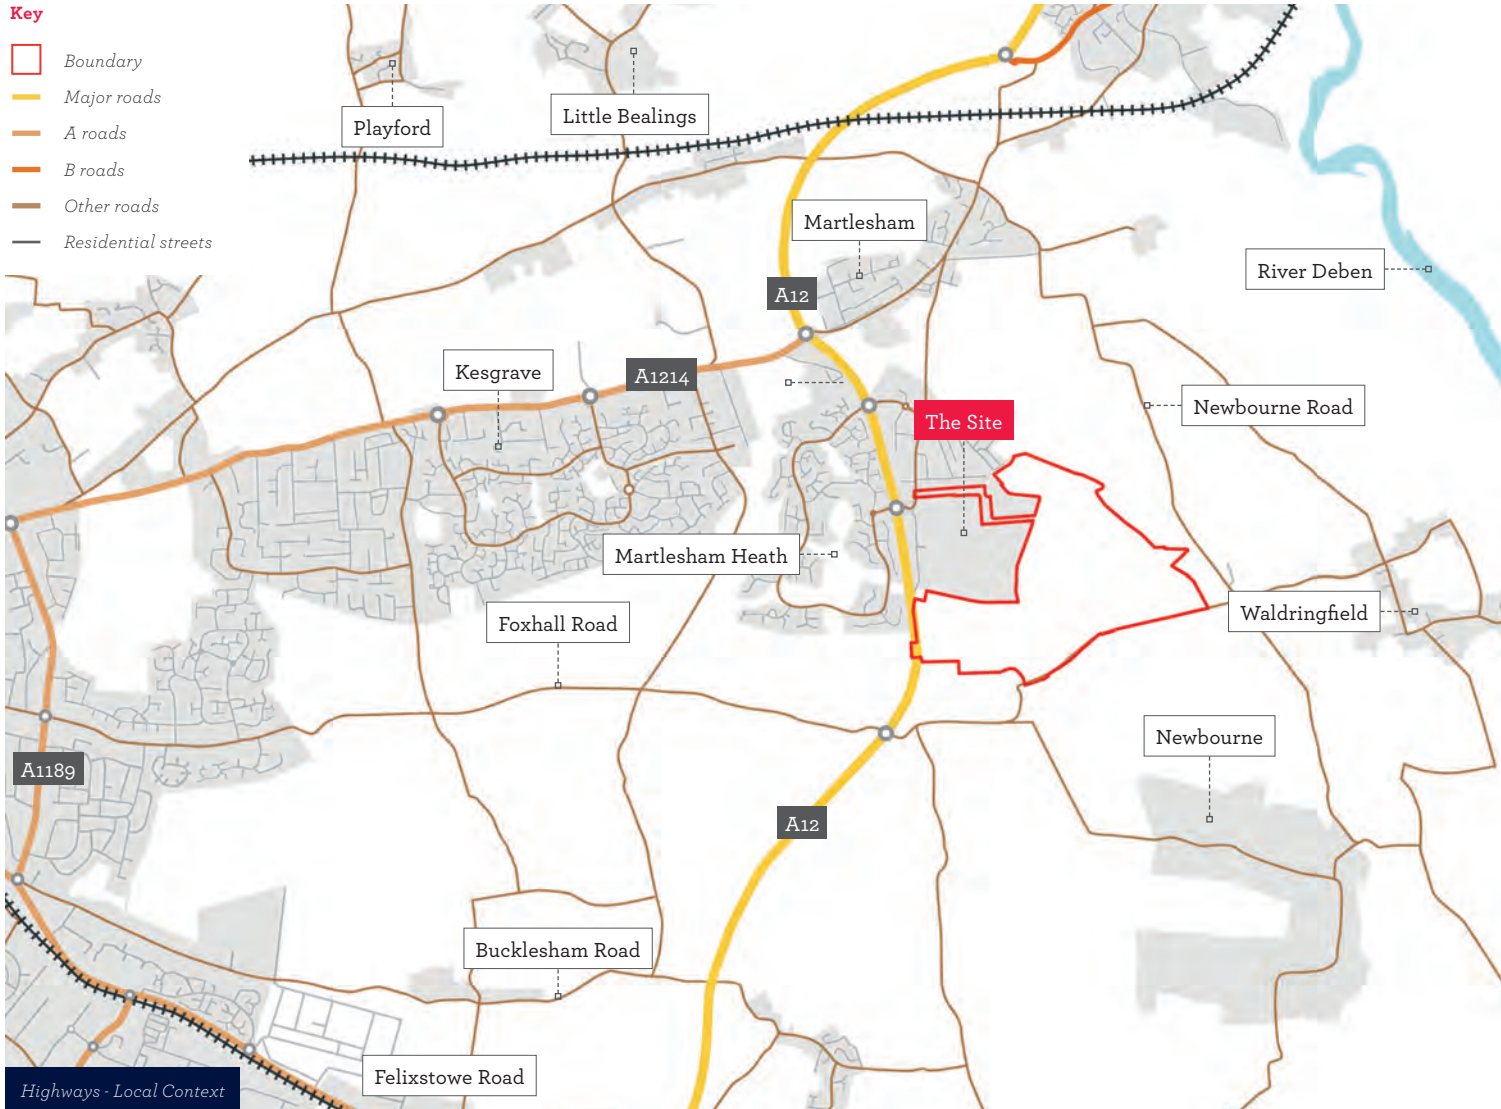 Key
Boundary
Major roads
A roads
B roads
Other roads
Residential streets
Playford
Little Bealings
Martlesham
River Deben
A12
Kesgrave
A1214
Newbourne Road
The Site
Martlesham Heath
Waldringfield
Foxhall Road
Newbourne
A1189
A12
Bucklesham Road
Felixstowe Road
Highways - Local Context